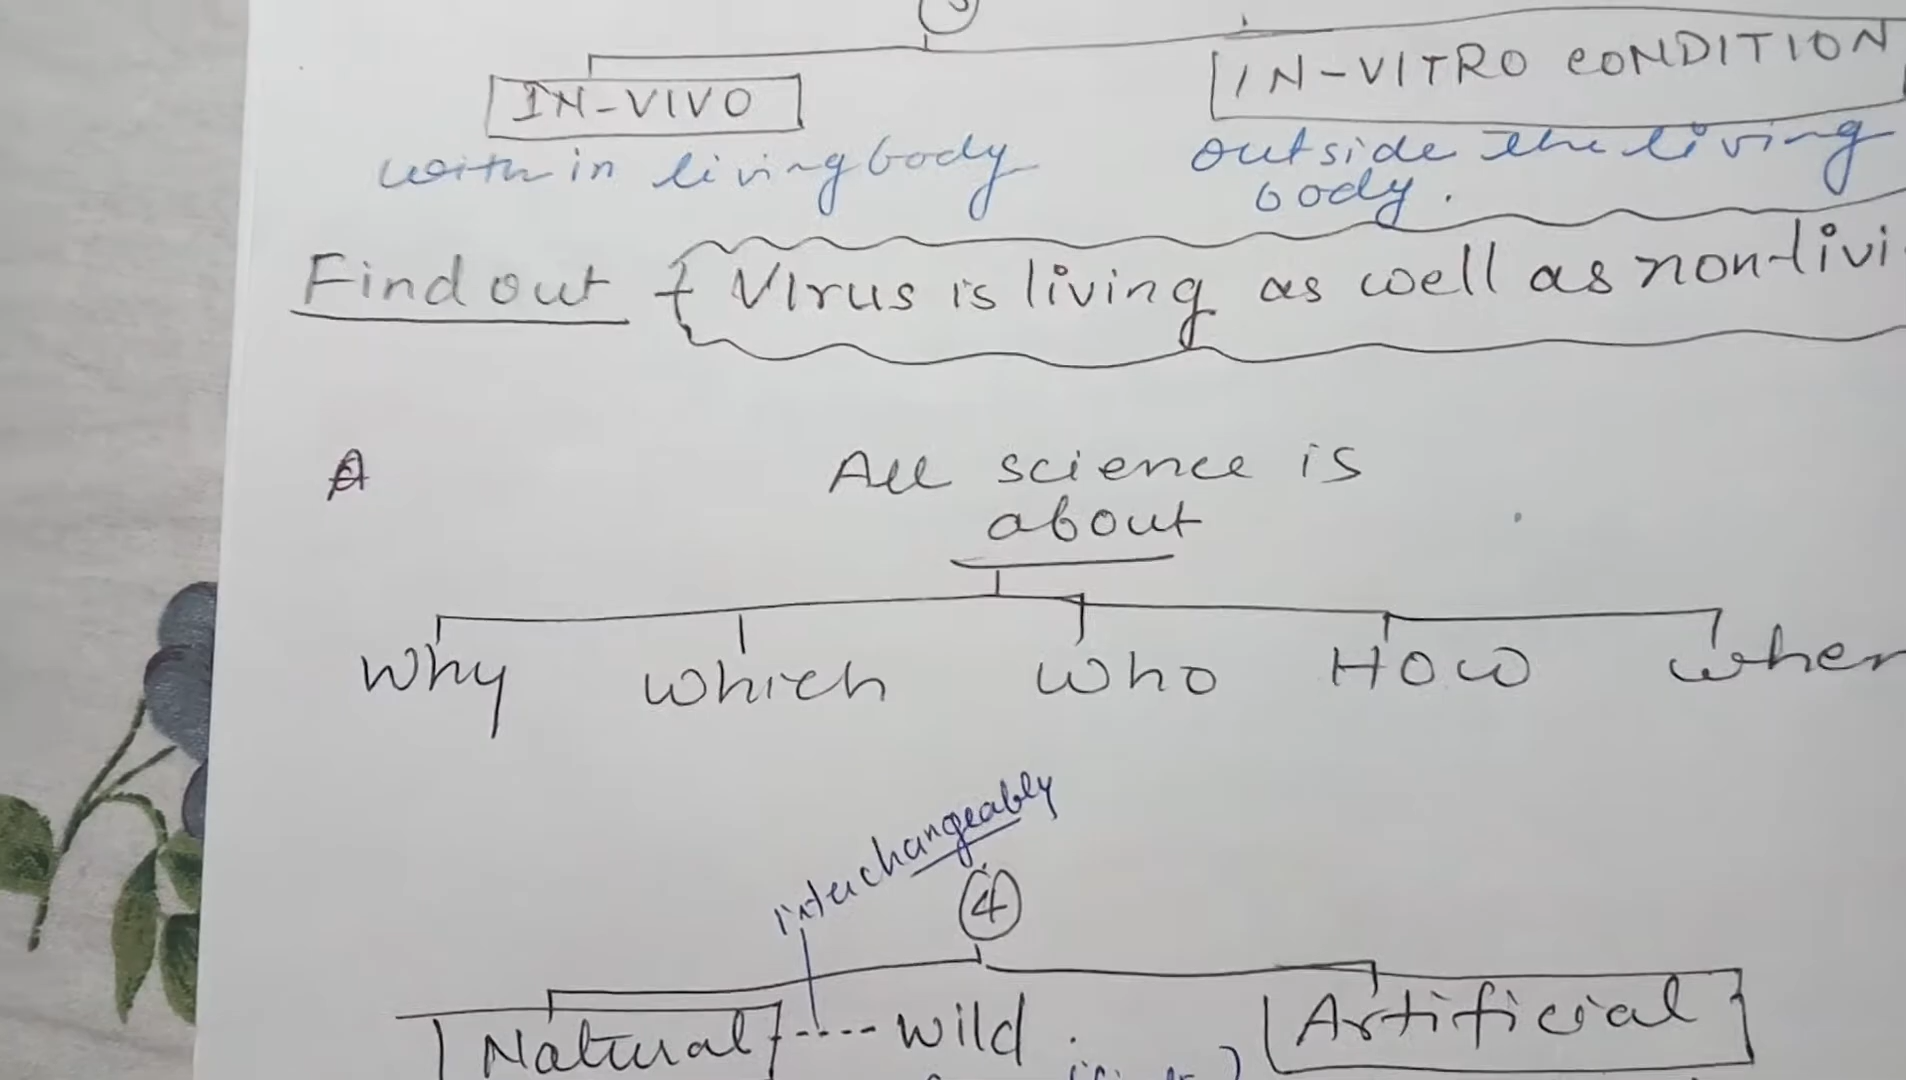 IN-VIVO IN-VITRO CONDITION
with in living body outside the living
body.
Find out { Virus is living as well as non-livi
A
All science is
about
Why which who How wher
interchangeably
4
Natural ---- wild Artificial